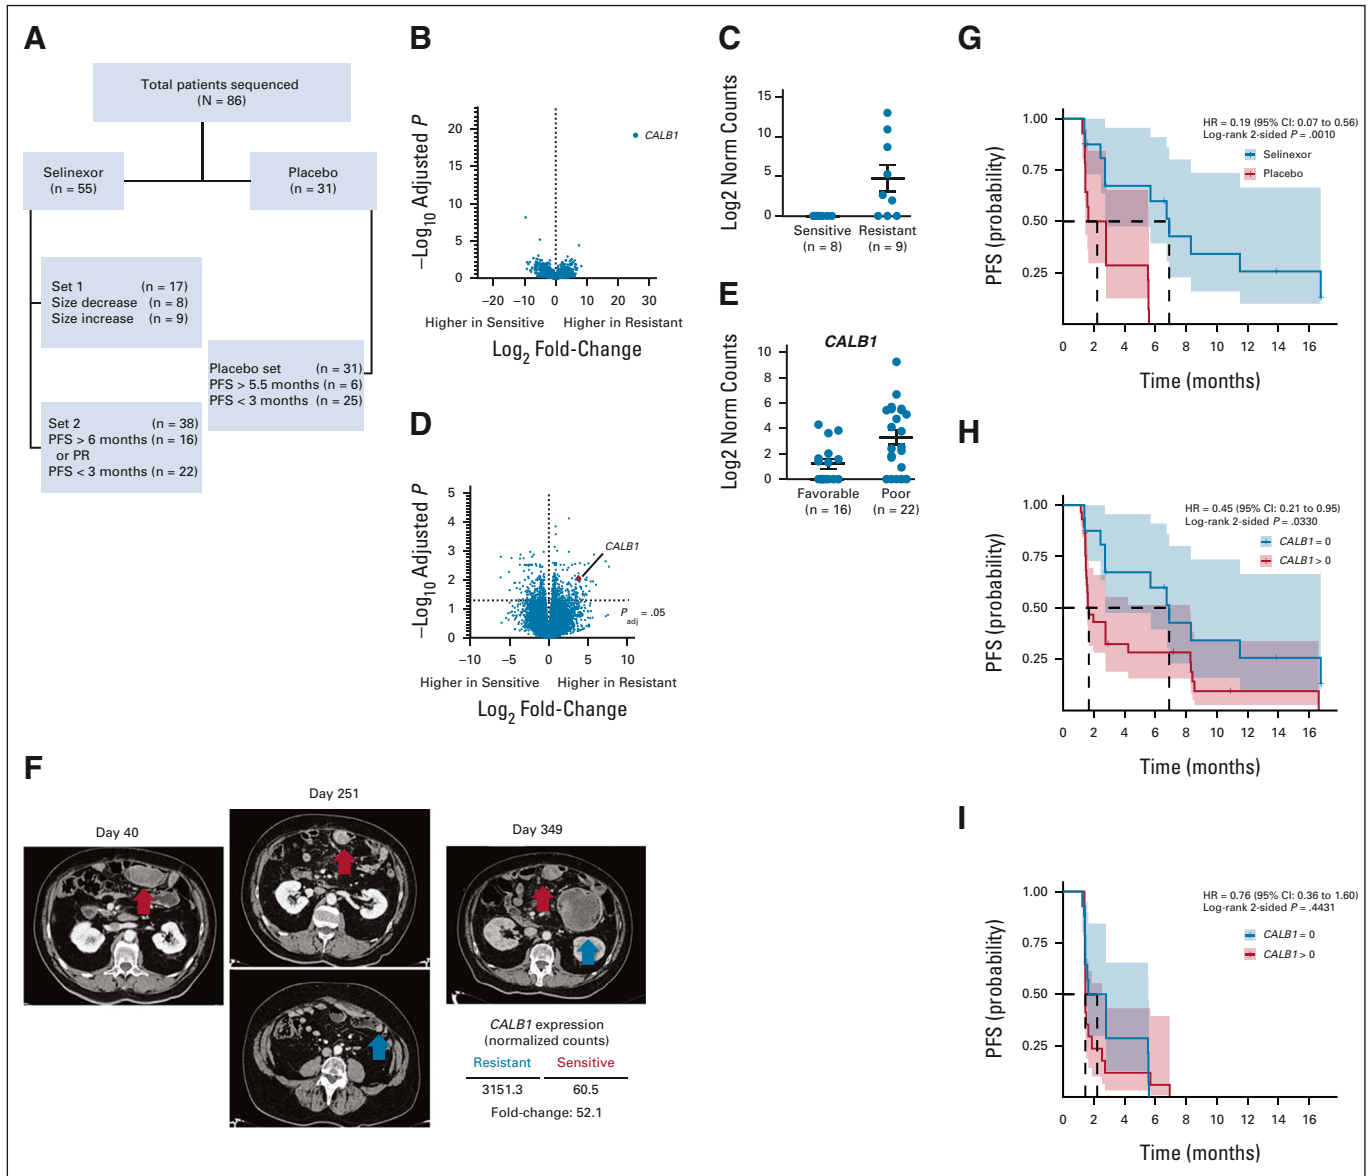 A
Total patients sequenced
(N = 86)
Selinexor
(n = 55)
Placebo
(n = 31)
Set 1 (n = 17)
Size decrease (n = 8)
Size increase (n = 9)
Placebo set (n = 31)
PFS > 5.5 months (n = 6)
PFS < 3 months (n = 25)
Set 2 (n = 38)
PFS > 6 months (n = 16)
or PR
PFS < 3 months (n = 22)
B
−Log10 Adjusted P
20
15
10
5
0
CALB1
−20 −10 0 10 20 30
Higher in Sensitive Higher in Resistant
Log2 Fold-Change
C
Log2 Norm Counts
15
10
5
0
Sensitive Resistant
(n = 8) (n = 9)
D
−Log10 Adjusted P
5
4
3
2
1
0
CALB1
Padj = .05
−10 −5 0 5 10
Higher in Sensitive Higher in Resistant
Log2 Fold-Change
E
CALB1
Log2 Norm Counts
10
8
6
4
2
0
Favorable Poor
(n = 16) (n = 22)
F
Day 40
Day 251
Day 349
CALB1 expression
(normalized counts)
Resistant Sensitive
3151.3 60.5
Fold-change: 52.1
G
HR = 0.19 (95% CI: 0.07 to 0.56)
Log-rank 2-sided P = .0010
Selinexor
Placebo
PFS (probability)
1.00
0.75
0.50
0.25
0 2 4 6 8 10 12 14 16
Time (months)
H
HR = 0.45 (95% CI: 0.21 to 0.95)
Log-rank 2-sided P = .0330
CALB1 = 0
CALB1 > 0
PFS (probability)
1.00
0.75
0.50
0.25
0 2 4 6 8 10 12 14 16
Time (months)
I
HR = 0.76 (95% CI: 0.36 to 1.60)
Log-rank 2-sided P = .4431
CALB1 = 0
CALB1 > 0
PFS (probability)
1.00
0.75
0.50
0.25
0 2 4 6 8 10 12 14 16
Time (months)